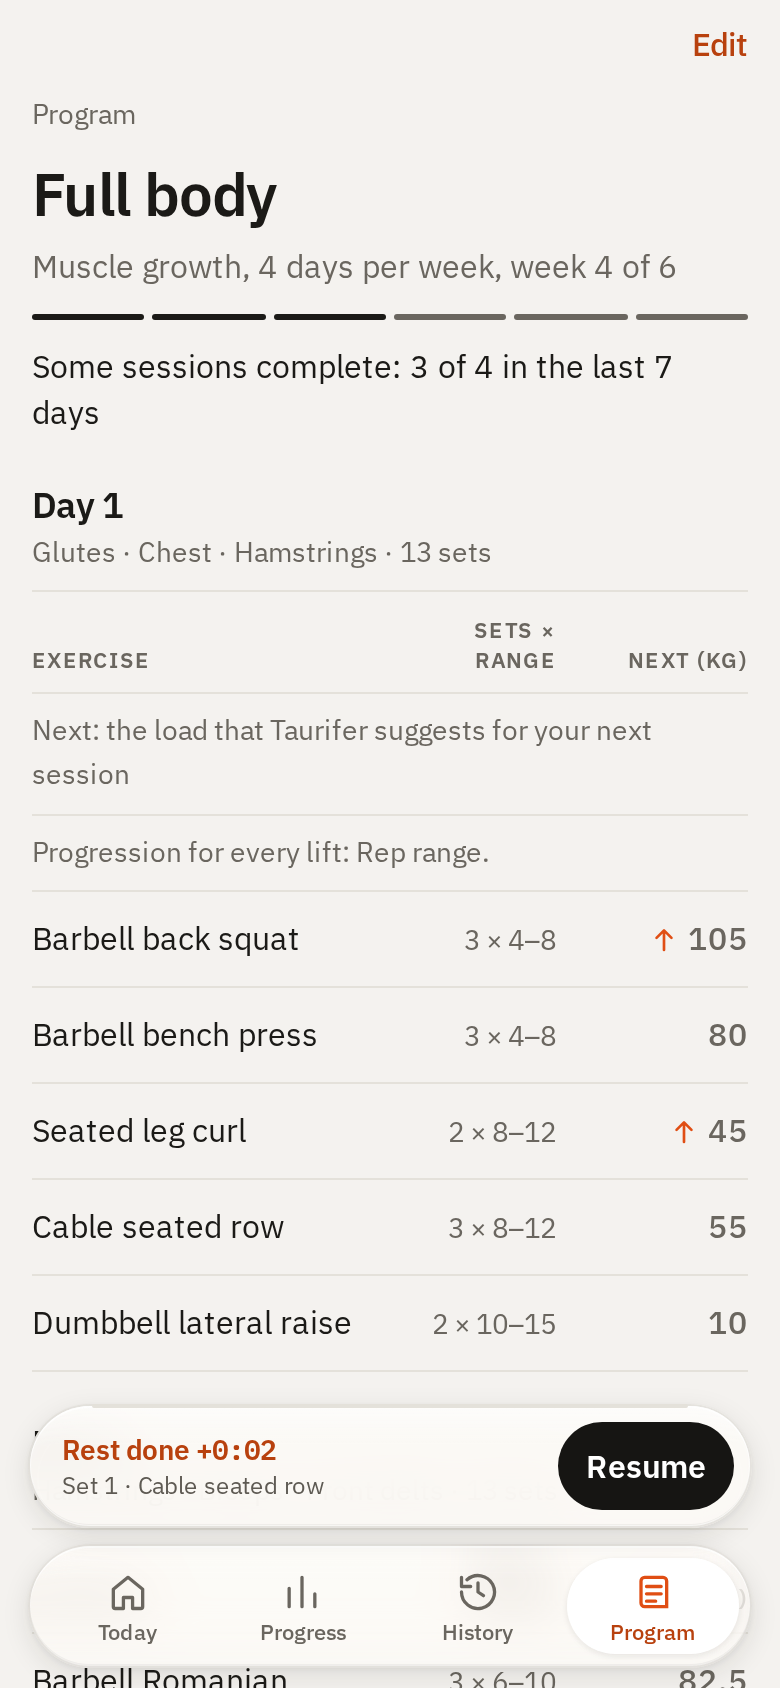 Edit
Program
Full body
Muscle growth, 4 days per week, week 4 of 6
Some sessions complete: 3 of 4 in the last 7
days
Day 1
Glutes · Chest · Hamstrings · 13 sets
SETS ×
EXERCISE RANGE NEXT (KG)
Next: the load that Taurifer suggests for your next
session
Progression for every lift: Rep range.
Barbell back squat 3 × 4–8 ↑ 105
Barbell bench press 3 × 4–8 80
Seated leg curl 2 × 8–12 ↑ 45
Cable seated row 3 × 8–12 55
Dumbbell lateral raise 2 × 10–15 10
Rest done +0:02
Set 1 · Cable seated row
Resume
Today Progress History Program
Barbell Romanian 3 × 6–10 82.5